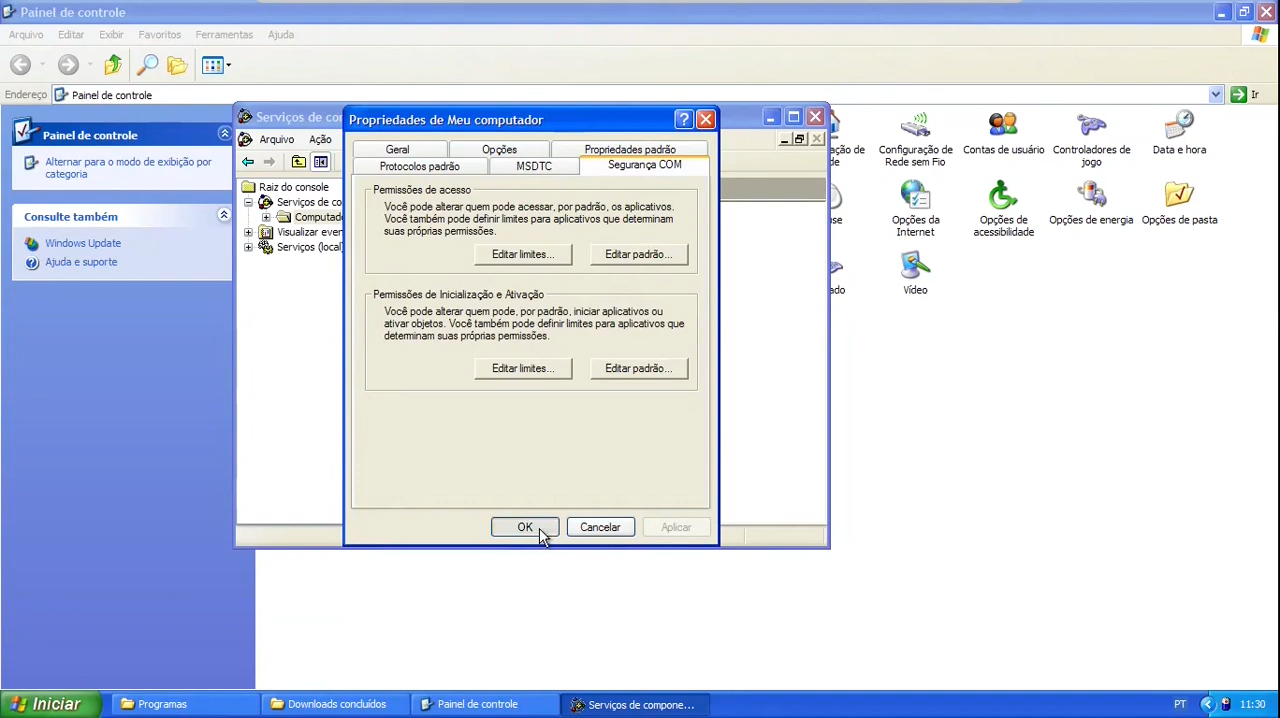 Painel de controle
Arquivo Editar Exibir Favoritos Ferramentas Ajuda
Endereço Painel de controle Ir
Painel de controle
Alternar para o modo de exibição por
categoria
Consulte também
Windows Update
Ajuda e suporte
Serviços de co
Arquivo Ação
Raiz do console
Serviços de co
Computad
Visualizar ever
Serviços (local)
Propriedades de Meu computador
Geral Opções Propriedades padrão
Protocolos padrão MSDTC Segurança COM
Permissões de acesso
Você pode alterar quem pode acessar, por padrão, os aplicativos.
Você também pode definir limites para aplicativos que determinam
suas próprias permissões.
Editar limites... Editar padrão...
Permissões de Inicialização e Ativação
Você pode alterar quem pode, por padrão, iniciar aplicativos ou
ativar objetos. Você também pode definir limites para aplicativos que
determinam suas próprias permissões.
Editar limites... Editar padrão...
OK Cancelar Aplicar
ação de
de
Configuração de
Rede sem Fio
Contas de usuário
Controladores de
jogo
Data e hora
use
Opções da
Internet
Opções de
acessibilidade
Opções de energia
Opções de pasta
ado
Vídeo
Iniciar Programas Downloads concluídos Painel de controle Serviços de compone... PT 11:30